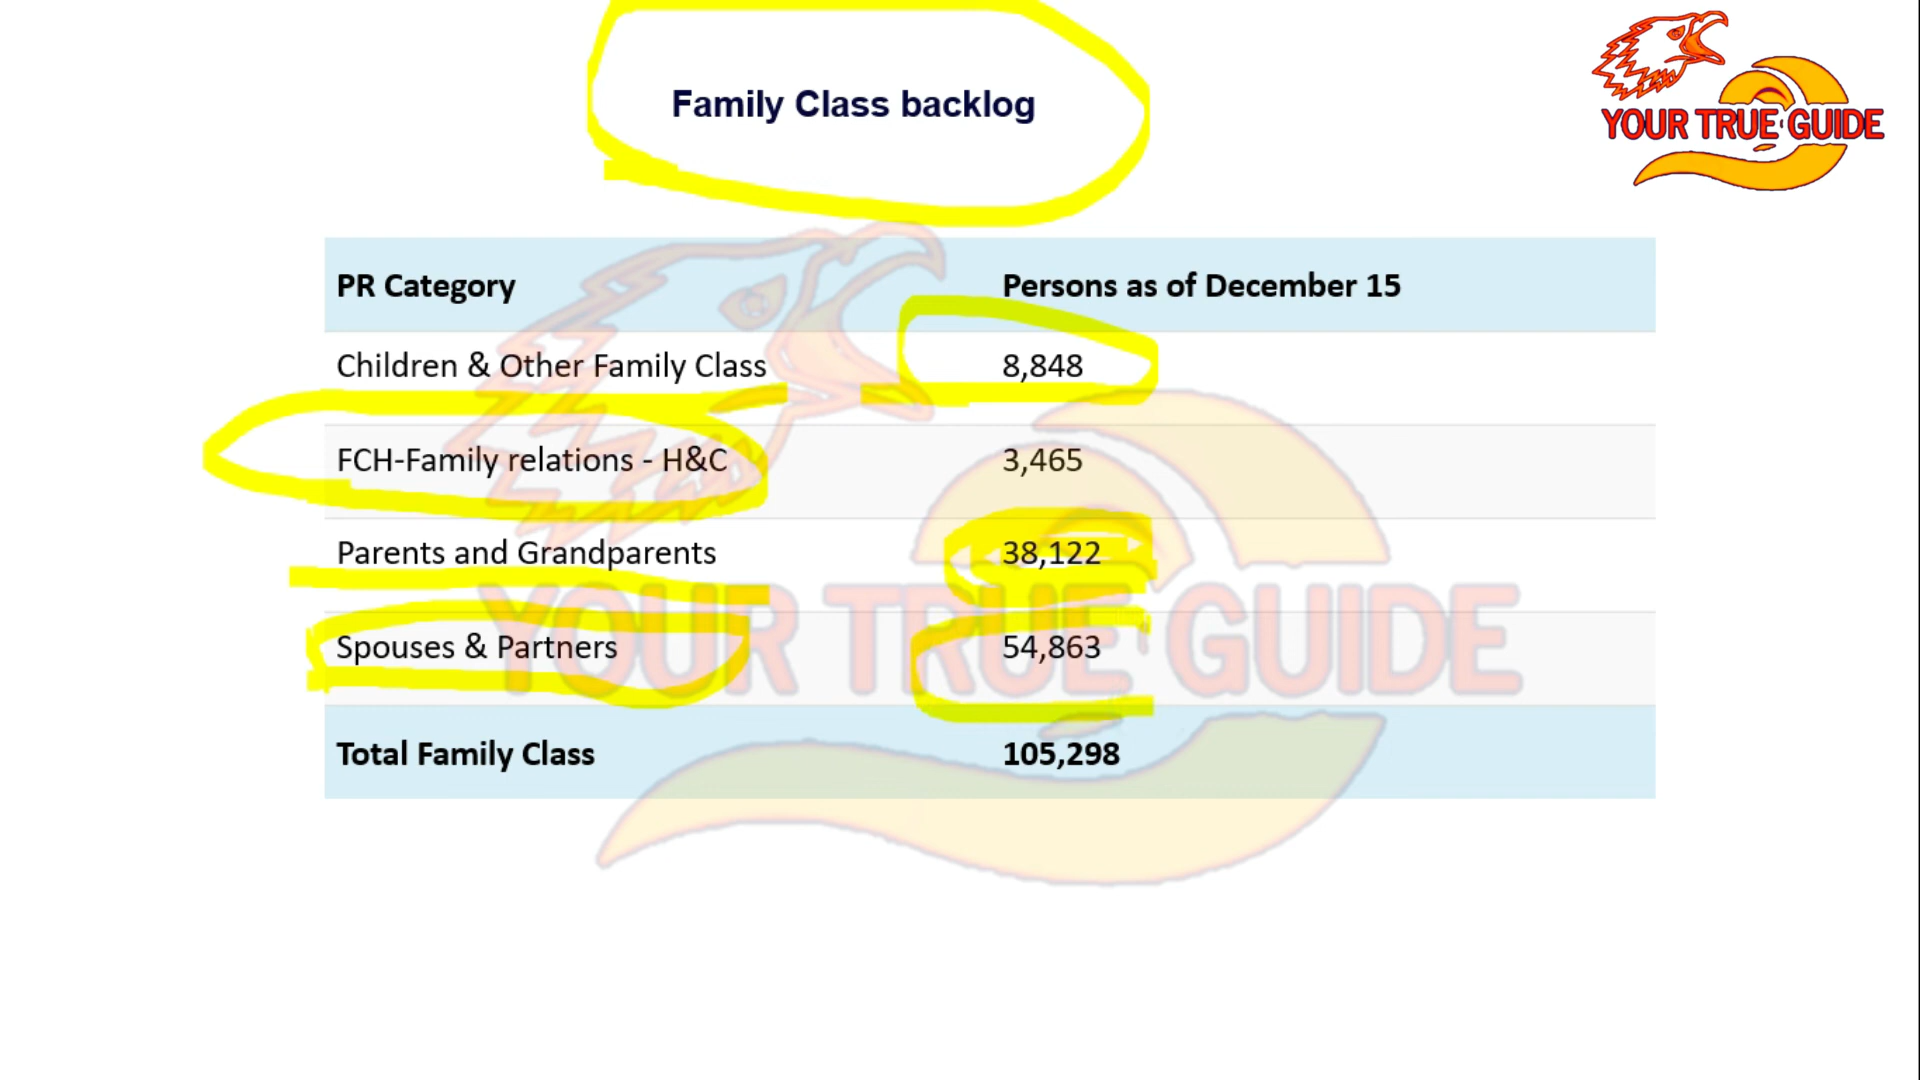 Family Class backlog
YOUR TRUE GUIDE
PR Category Persons as of December 15
Children & Other Family Class 8,848
FCH-Family relations - H&C 3,465
Parents and Grandparents 38,122
Spouses & Partners 54,863
Total Family Class 105,298
YOUR TRUE GUIDE